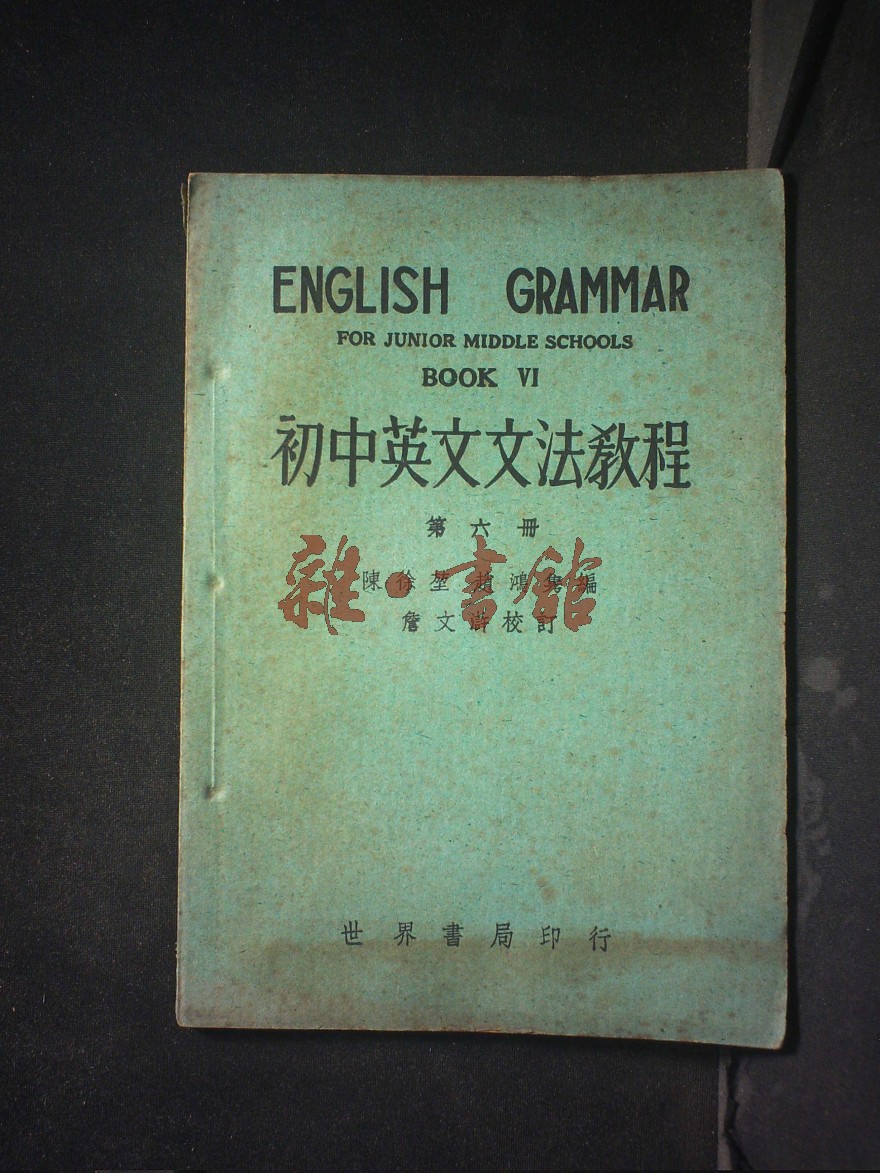 ENGLISH GRAMMAR
FOR JUNIOR MIDDLE SCHOOLS
BOOK VI
初中英文文法教程
第六冊
陳徐堃 趙鴻雋編
詹文滸校訂
雜·書館
世界書局印行